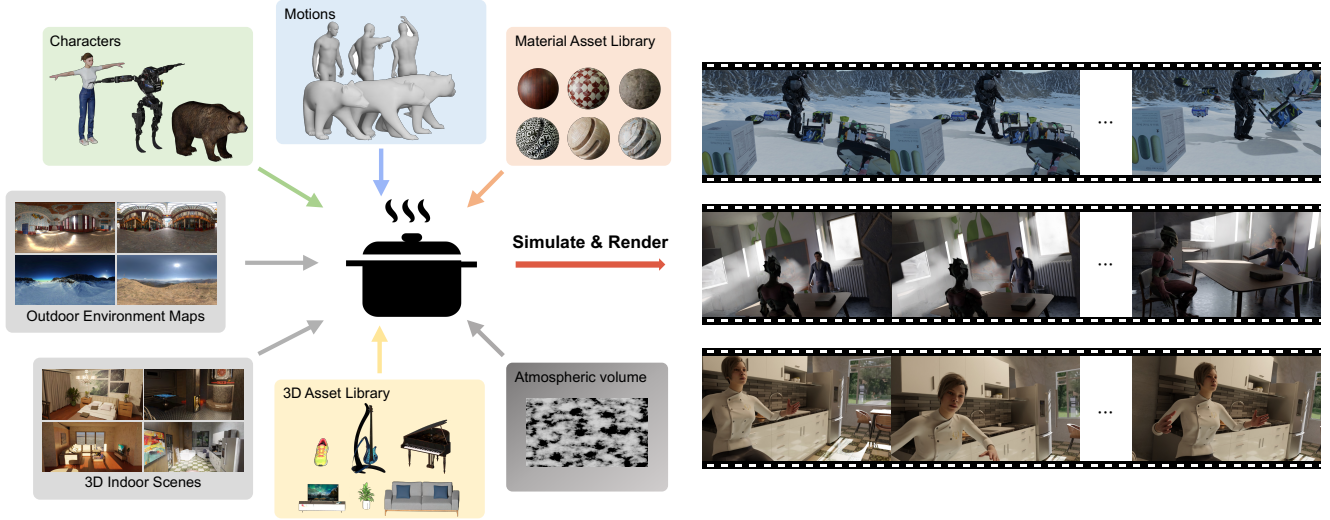 Motions
Characters
Material Asset Library
Simulate & Render
...
...
...
Outdoor Environment Maps
3D Asset Library
Atmospheric volume
3D Indoor Scenes